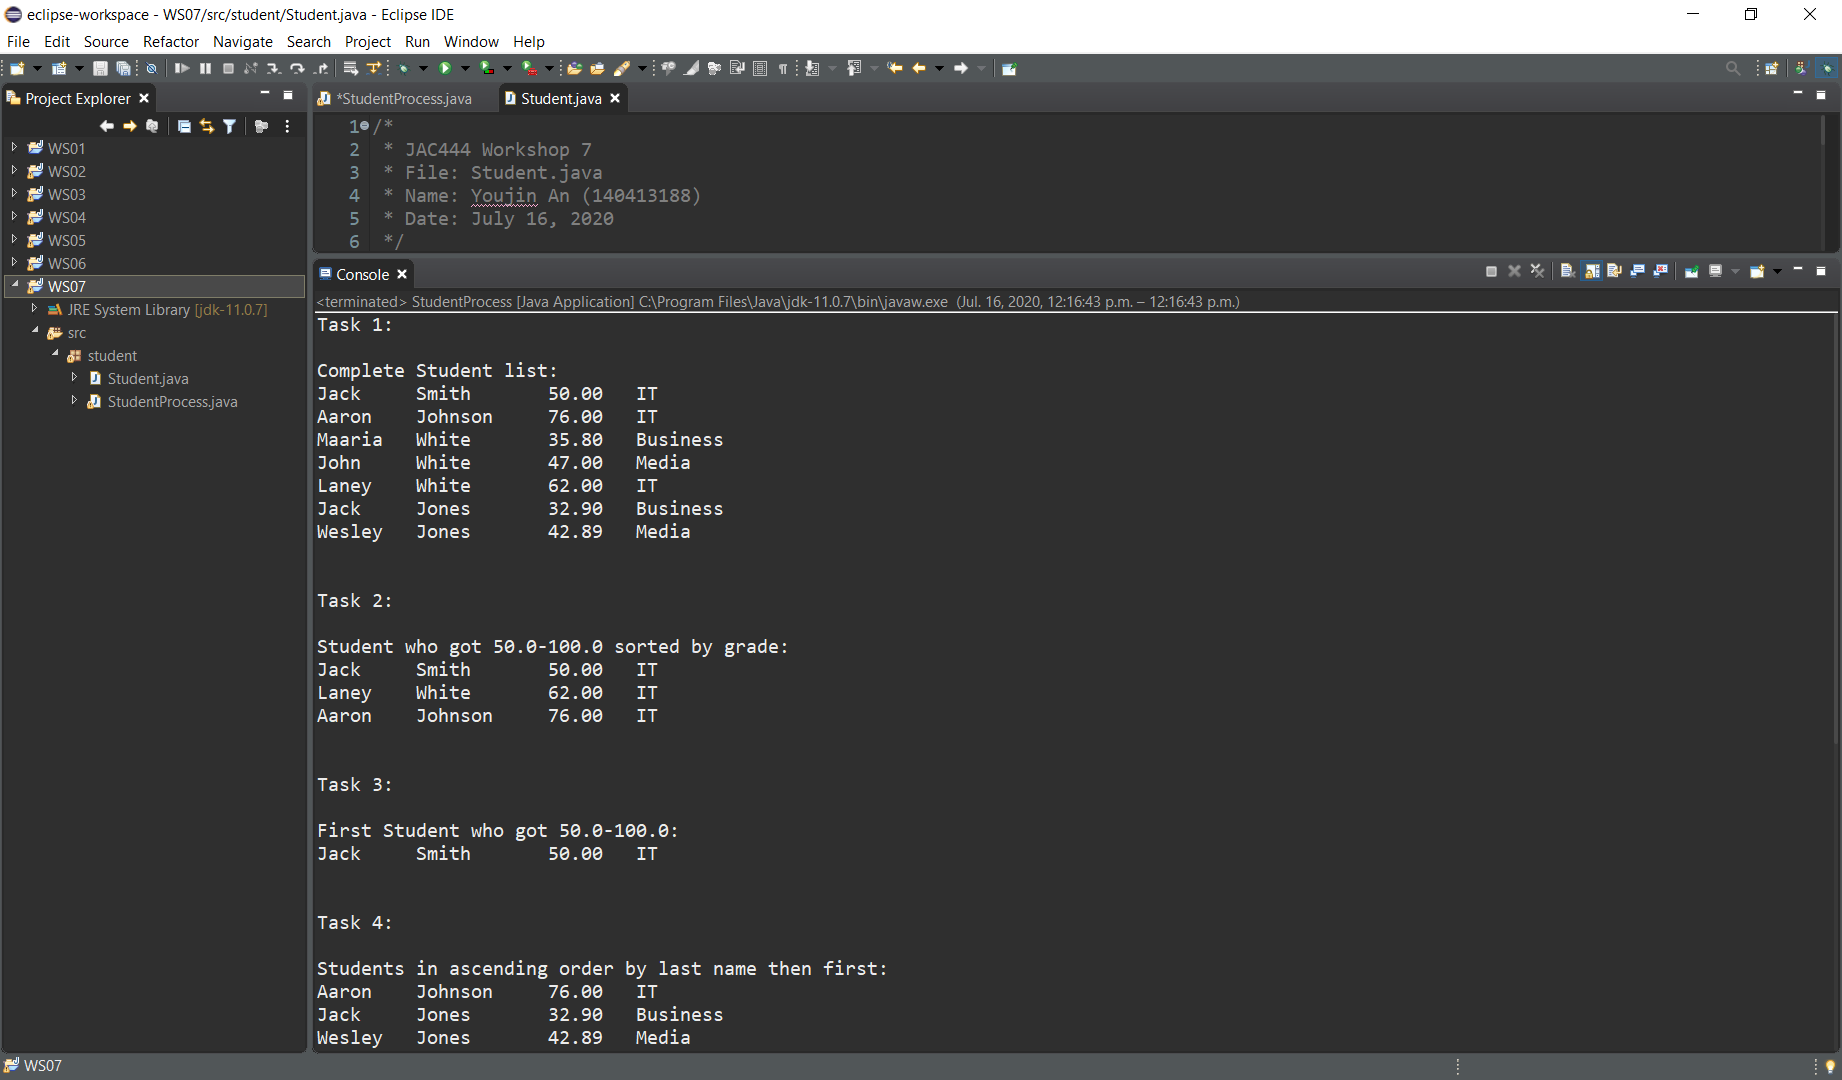 eclipse-workspace - WS07/src/student/Student.java - Eclipse IDE
File Edit Source Refactor Navigate Search Project Run Window Help
Project Explorer
WS01
WS02
WS03
WS04
WS05
WS06
WS07
JRE System Library [jdk-11.0.7]
src
student
Student.java
StudentProcess.java
*StudentProcess.java Student.java
1 /*
2 * JAC444 Workshop 7
3 * File: Student.java
4 * Name: Youjin An (140413188)
5 * Date: July 16, 2020
6 */
Console
<terminated> StudentProcess [Java Application] C:\Program Files\Java\jdk-11.0.7\bin\javaw.exe (Jul. 16, 2020, 12:16:43 p.m. – 12:16:43 p.m.)
Task 1:
Complete Student list:
Jack Smith 50.00 IT
Aaron Johnson 76.00 IT
Maaria White 35.80 Business
John White 47.00 Media
Laney White 62.00 IT
Jack Jones 32.90 Business
Wesley Jones 42.89 Media
Task 2:
Student who got 50.0-100.0 sorted by grade:
Jack Smith 50.00 IT
Laney White 62.00 IT
Aaron Johnson 76.00 IT
Task 3:
First Student who got 50.0-100.0:
Jack Smith 50.00 IT
Task 4:
Students in ascending order by last name then first:
Aaron Johnson 76.00 IT
Jack Jones 32.90 Business
Wesley Jones 42.89 Media
WS07